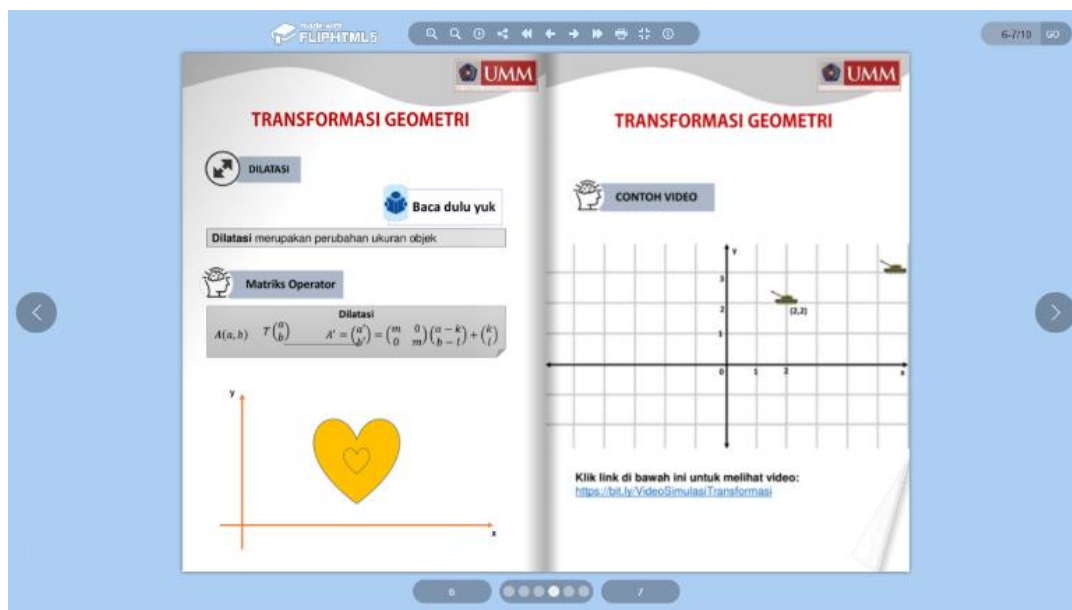 made with
FLIPHTML5
6-7/10 GO
UMM
TRANSFORMASI GEOMETRI
DILATASI
Baca dulu yuk
Dilatasi merupakan perubahan ukuran objek
Matriks Operator
Dilatasi
A(a, b) T(a b) A' = (a' b') = (m 0 0 m)(a − k b − l) + (k l)
y
x
UMM
TRANSFORMASI GEOMETRI
CONTOH VIDEO
y
3
2
(2,2)
1
0 1 2 x
Klik link di bawah ini untuk melihat video:
https://bit.ly/VideoSimulasiTransformasi
6
7